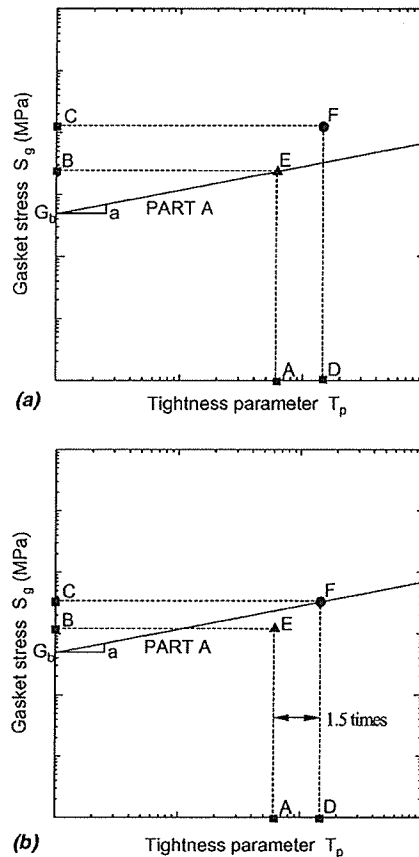 Gasket stress S_g (MPa)
C
F
B
E
G_b
a
PART A
A
D
(a)
Tightness parameter T_p
Gasket stress S_g (MPa)
C
F
B
E
G_b
a
PART A
1.5 times
A
D
(b)
Tightness parameter T_p